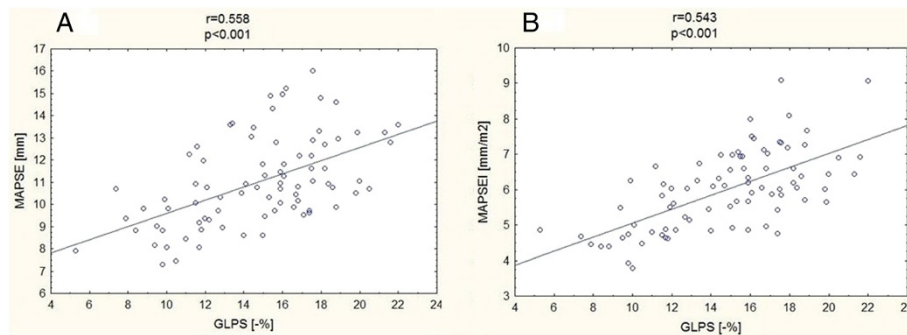 A
r=0.558
p<0.001
MAPSE [mm]
17
16
15
14
13
12
11
10
9
8
7
6
4 6 8 10 12 14 16 18 20 22 24
GLPS [-%]
B
r=0.543
p<0.001
MAPSEI [mm/m2]
10
9
8
7
6
5
4
3
4 6 8 10 12 14 16 18 20 22 24
GLPS [-%]